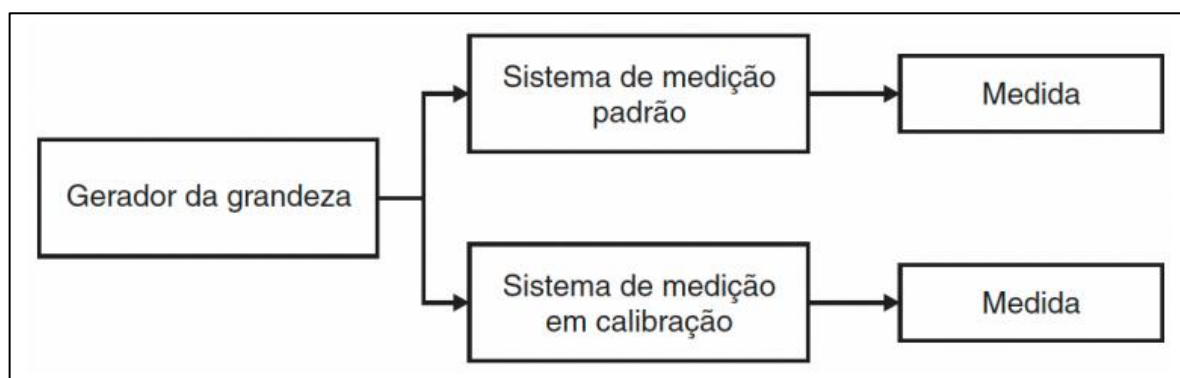 Gerador da grandeza
Sistema de medição
padrão
Medida
Sistema de medição
em calibração
Medida